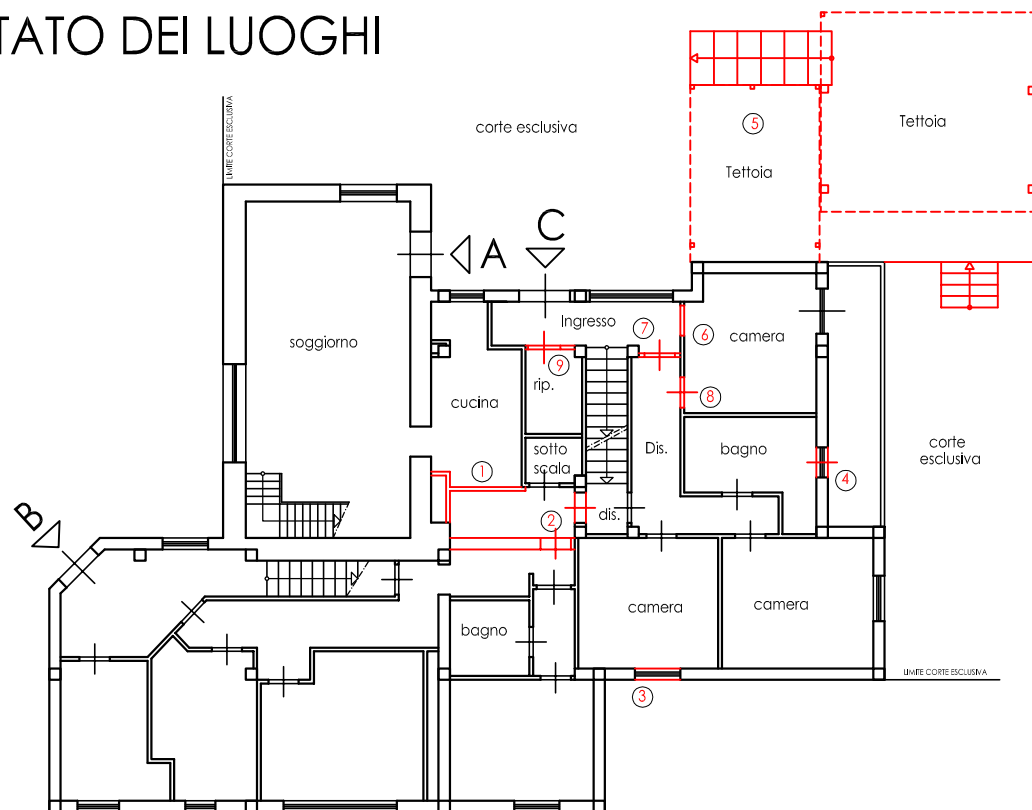 TATO DEI LUOGHI
LIMITE CORTE ESCLUSIVA
corte esclusiva
5
Tettoia
Tettoia
C
A
Ingresso
7
6
camera
soggiorno
9
rip.
8
cucina
sotto
scala
Dis.
bagno
corte
esclusiva
1
4
B
2
dis.
camera
camera
bagno
LIMITE CORTE ESCLUSIVA
3